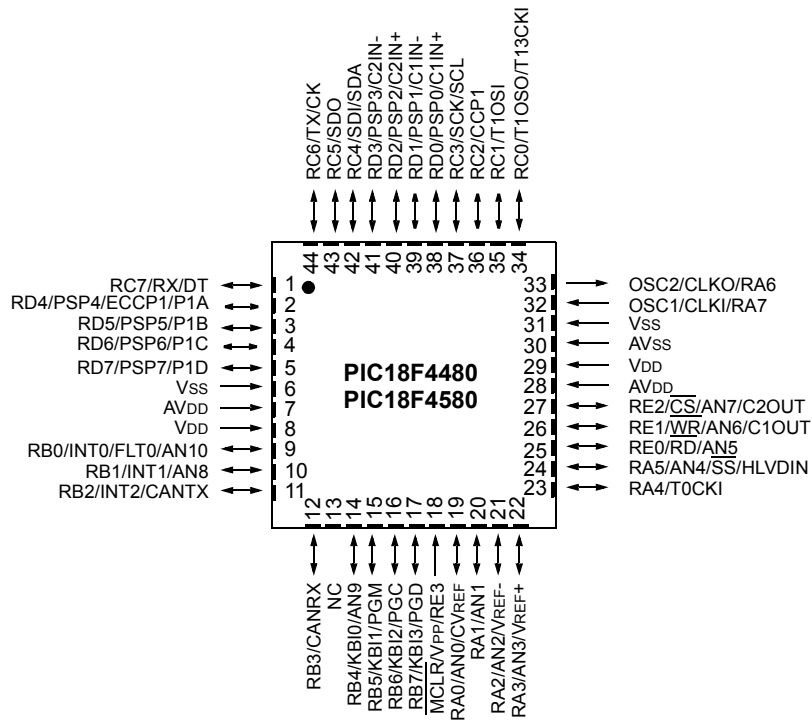 RC6/TX/CK
RC5/SDO
RC4/SDI/SDA
RD3/PSP3/C2IN-
RD2/PSP2/C2IN+
RD1/PSP1/C1IN-
RD0/PSP0/C1IN+
RC3/SCK/SCL
RC2/CCP1
RC1/T1OSI
RC0/T1OSO/T13CKI
44
43
42
41
40
39
38
37
36
35
34
RC7/RX/DT 1
RD4/PSP4/ECCP1/P1A 2
RD5/PSP5/P1B 3
RD6/PSP6/P1C 4
RD7/PSP7/P1D 5
VSS 6
AVDD 7
VDD 8
RB0/INT0/FLT0/AN10 9
RB1/INT1/AN8 10
RB2/INT2/CANTX 11
PIC18F4480
PIC18F4580
33 OSC2/CLKO/RA6
32 OSC1/CLKI/RA7
31 VSS
30 AVSS
29 VDD
28 AVDD
27 RE2/CS/AN7/C2OUT
26 RE1/WR/AN6/C1OUT
25 RE0/RD/AN5
24 RA5/AN4/SS/HLVDIN
23 RA4/T0CKI
12
13
14
15
16
17
18
19
20
21
22
RB3/CANRX
NC
RB4/KBI0/AN9
RB5/KBI1/PGM
RB6/KBI2/PGC
RB7/KBI3/PGD
MCLR/VPP/RE3
RA0/AN0/CVREF
RA1/AN1
RA2/AN2/VREF-
RA3/AN3/VREF+